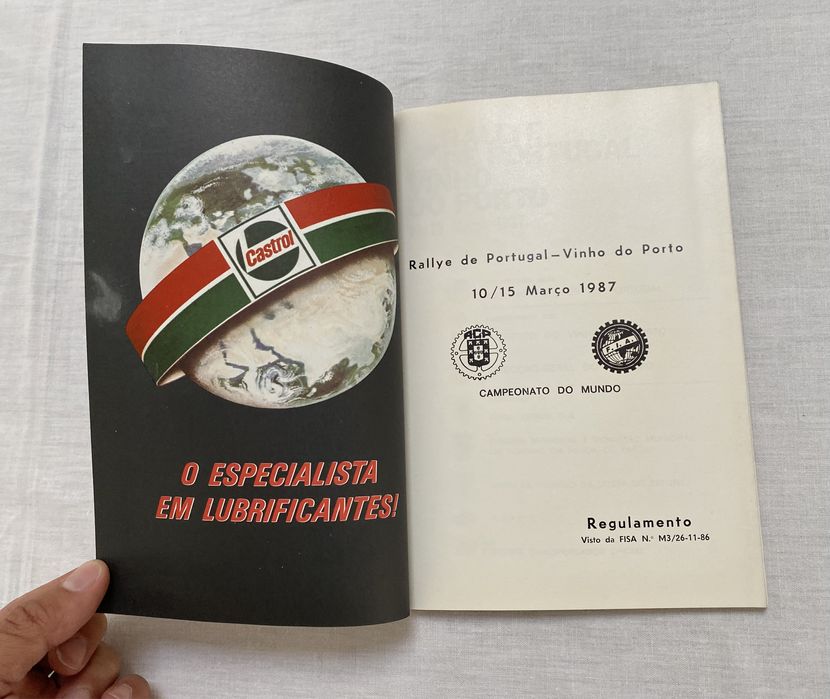 Castrol
O ESPECIALISTA
EM LUBRIFICANTES!
Rallye de Portugal – Vinho do Porto
10/15 Março 1987
ACP
F.I.A.
CAMPEONATO DO MUNDO
Regulamento
Visto da FISA N.º M3/26-11-86